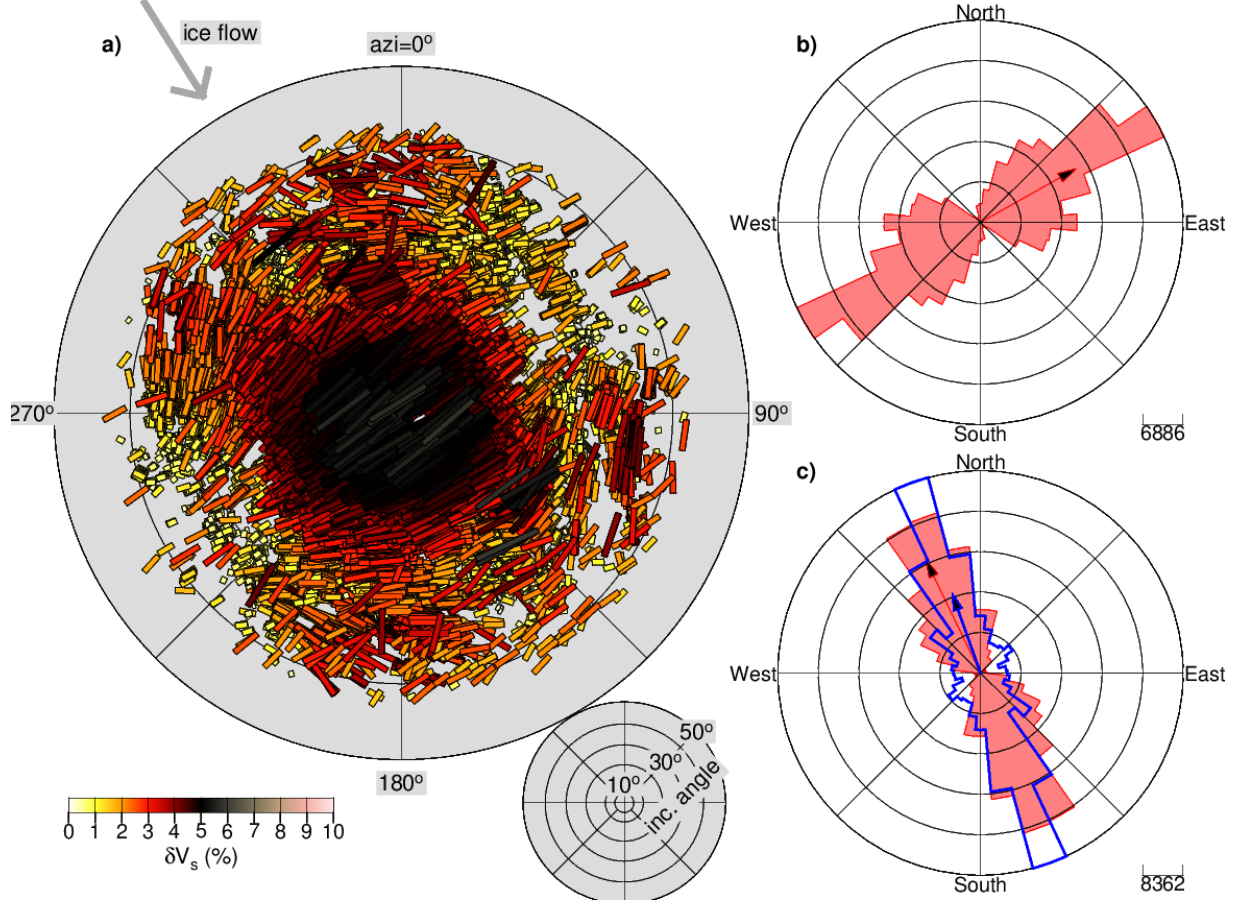 a)
ice flow
azi=0º
270º
90º
180º
0 1 2 3 4 5 6 7 8 9 10
δVs (%)
10º
30º
50º
inc. angle
b)
North
West
East
South
6886
c)
North
West
East
South
8362